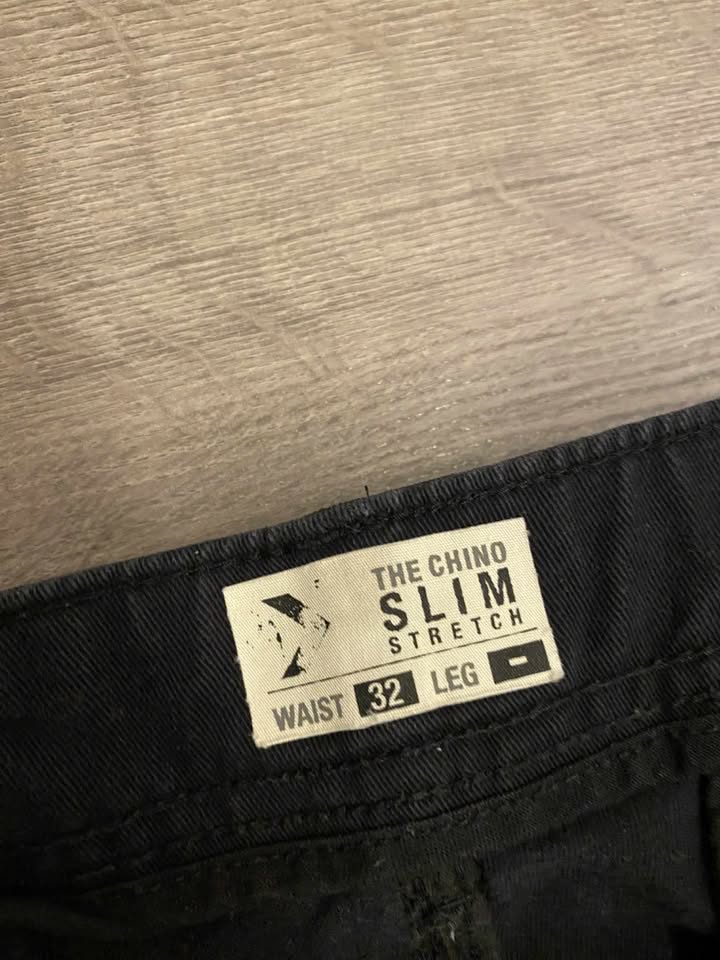 THE CHINO
SLIM
STRETCH
WAIST 32 LEG -